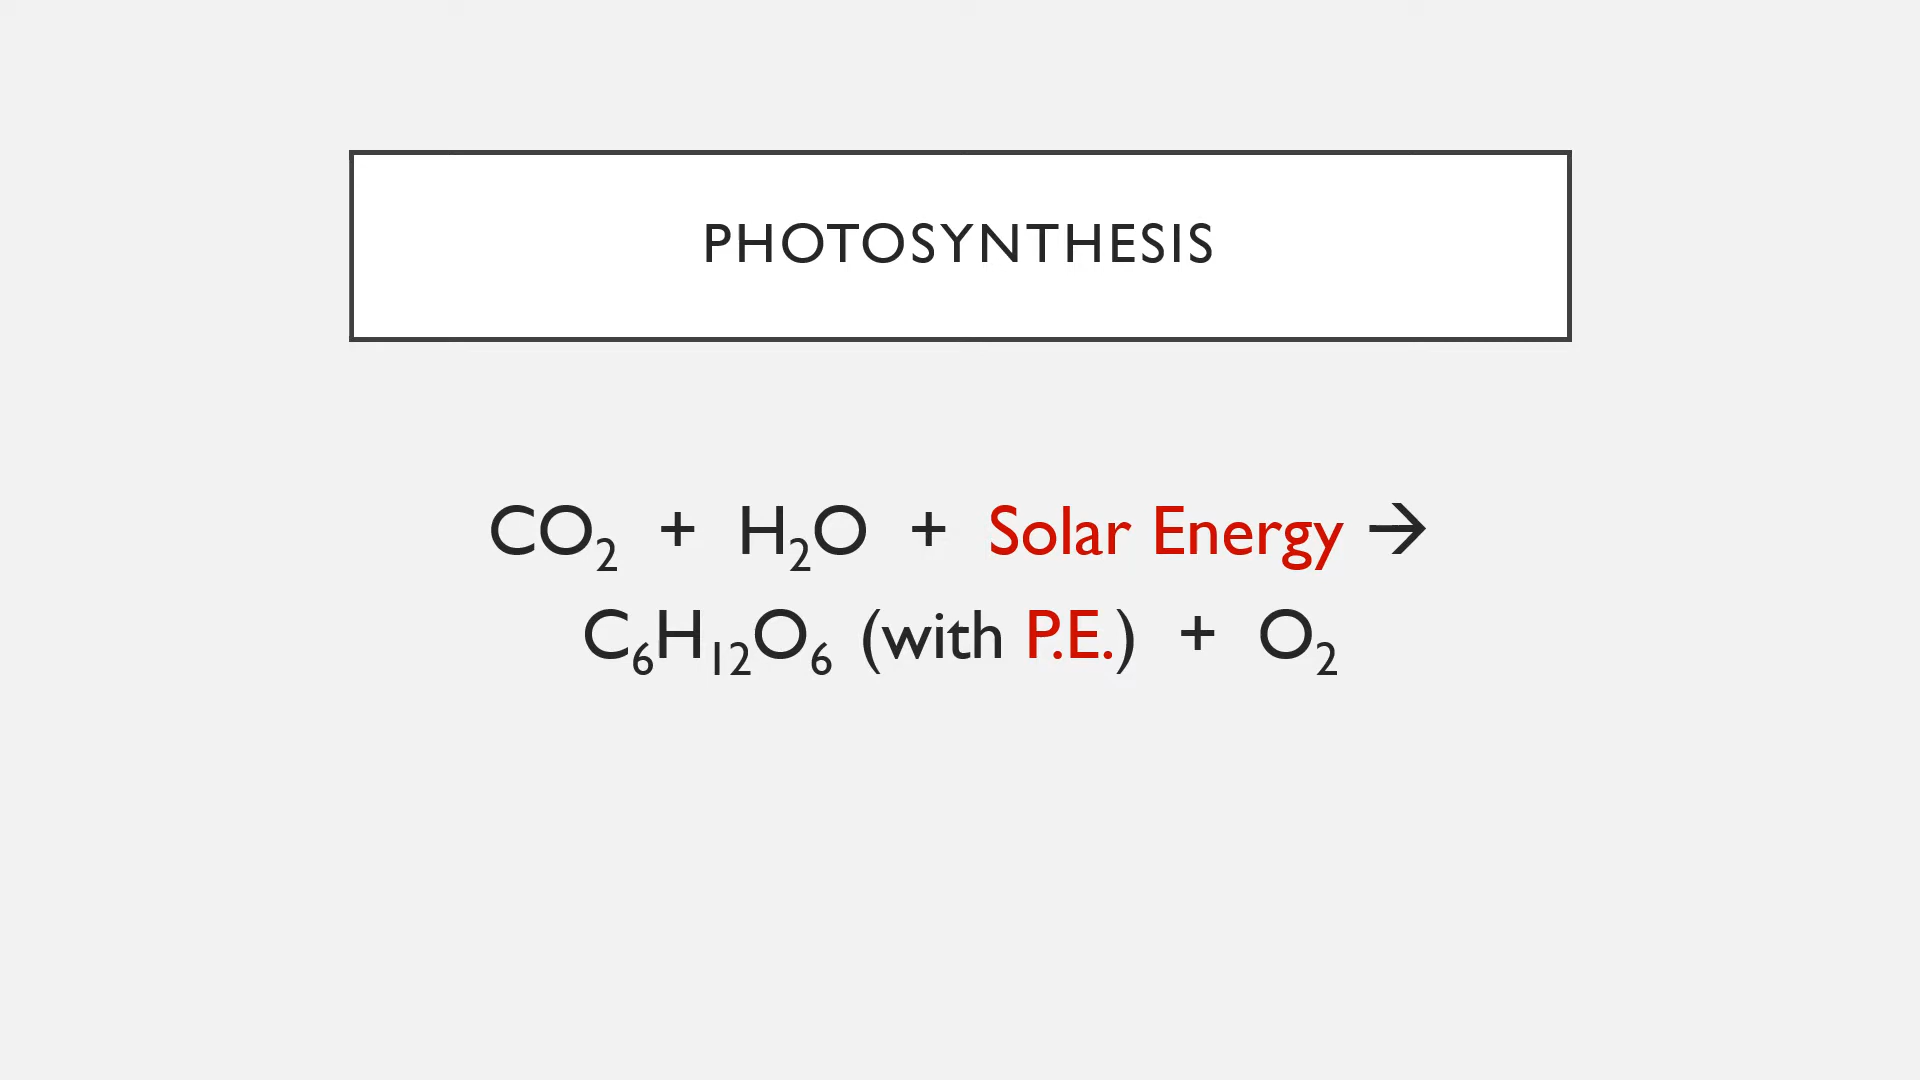 PHOTOSYNTHESIS
CO₂ + H₂O + Solar Energy →
C₆H₁₂O₆ (with P.E.) + O₂